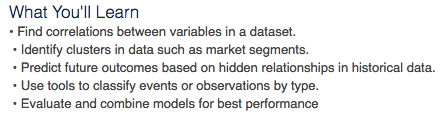 What You'll Learn
• Find correlations between variables in a dataset.
• Identify clusters in data such as market segments.
• Predict future outcomes based on hidden relationships in historical data.
• Use tools to classify events or observations by type.
• Evaluate and combine models for best performance